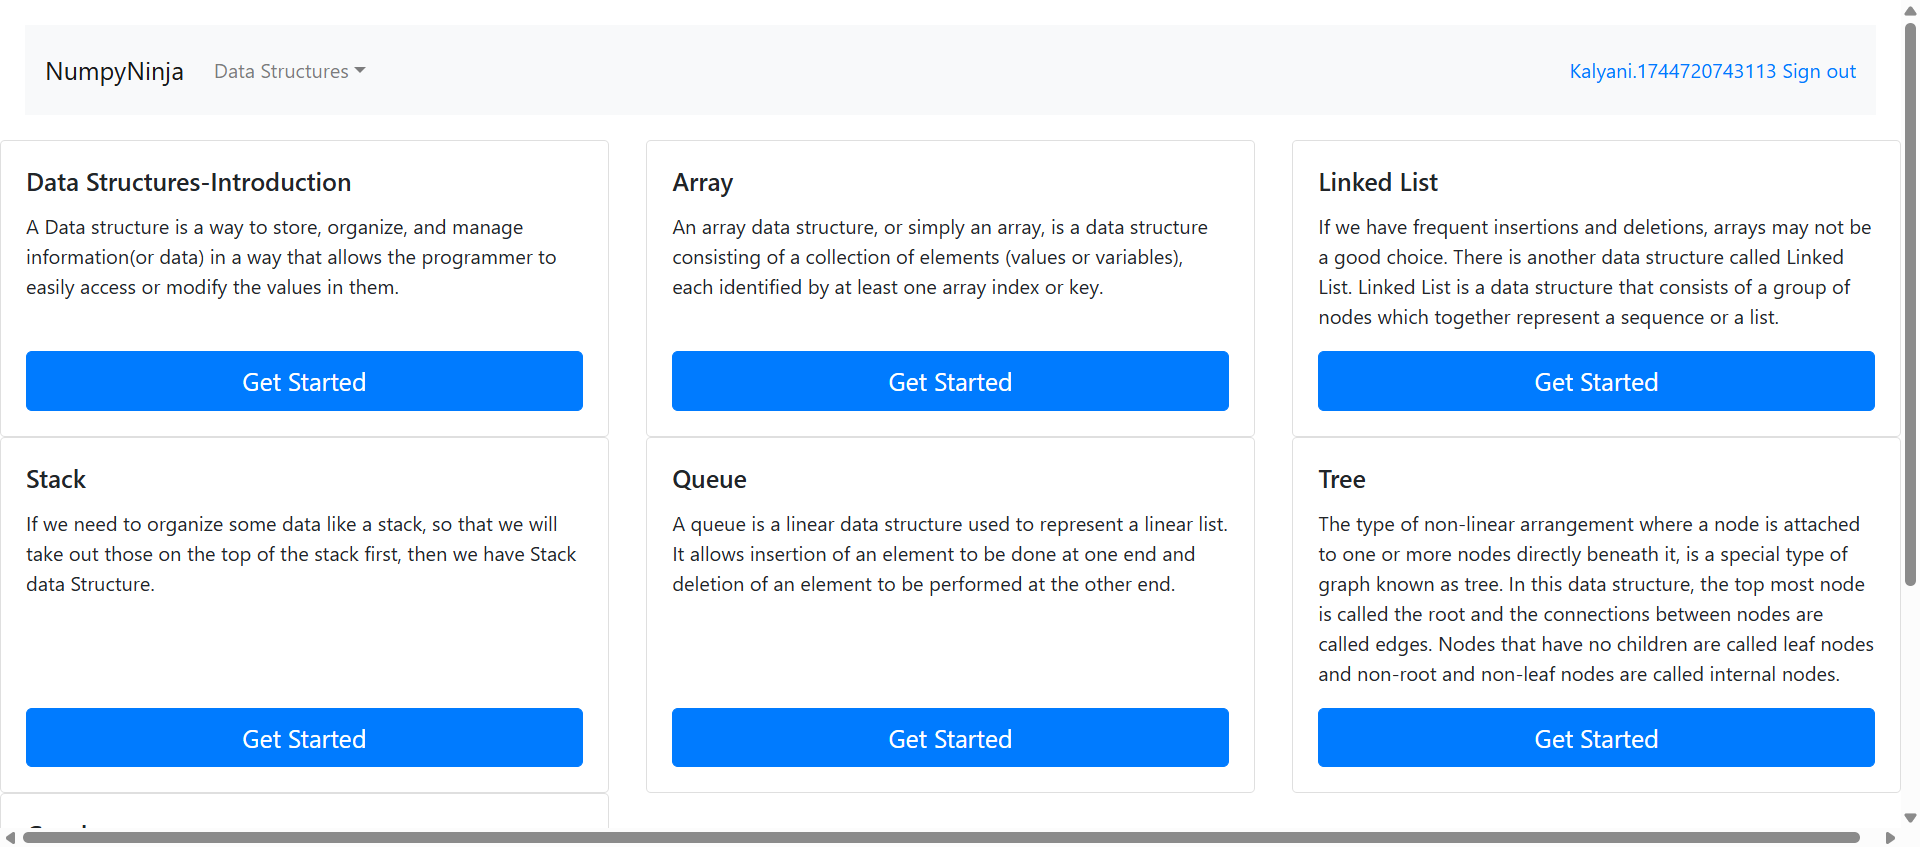 NumpyNinja
Data Structures
Kalyani.1744720743113 Sign out
Data Structures-Introduction
A Data structure is a way to store, organize, and manage
information(or data) in a way that allows the programmer to
easily access or modify the values in them.
Get Started
Array
An array data structure, or simply an array, is a data structure
consisting of a collection of elements (values or variables),
each identified by at least one array index or key.
Get Started
Linked List
If we have frequent insertions and deletions, arrays may not be
a good choice. There is another data structure called Linked
List. Linked List is a data structure that consists of a group of
nodes which together represent a sequence or a list.
Get Started
Stack
If we need to organize some data like a stack, so that we will
take out those on the top of the stack first, then we have Stack
data Structure.
Get Started
Queue
A queue is a linear data structure used to represent a linear list.
It allows insertion of an element to be done at one end and
deletion of an element to be performed at the other end.
Get Started
Tree
The type of non-linear arrangement where a node is attached
to one or more nodes directly beneath it, is a special type of
graph known as tree. In this data structure, the top most node
is called the root and the connections between nodes are
called edges. Nodes that have no children are called leaf nodes
and non-root and non-leaf nodes are called internal nodes.
Get Started